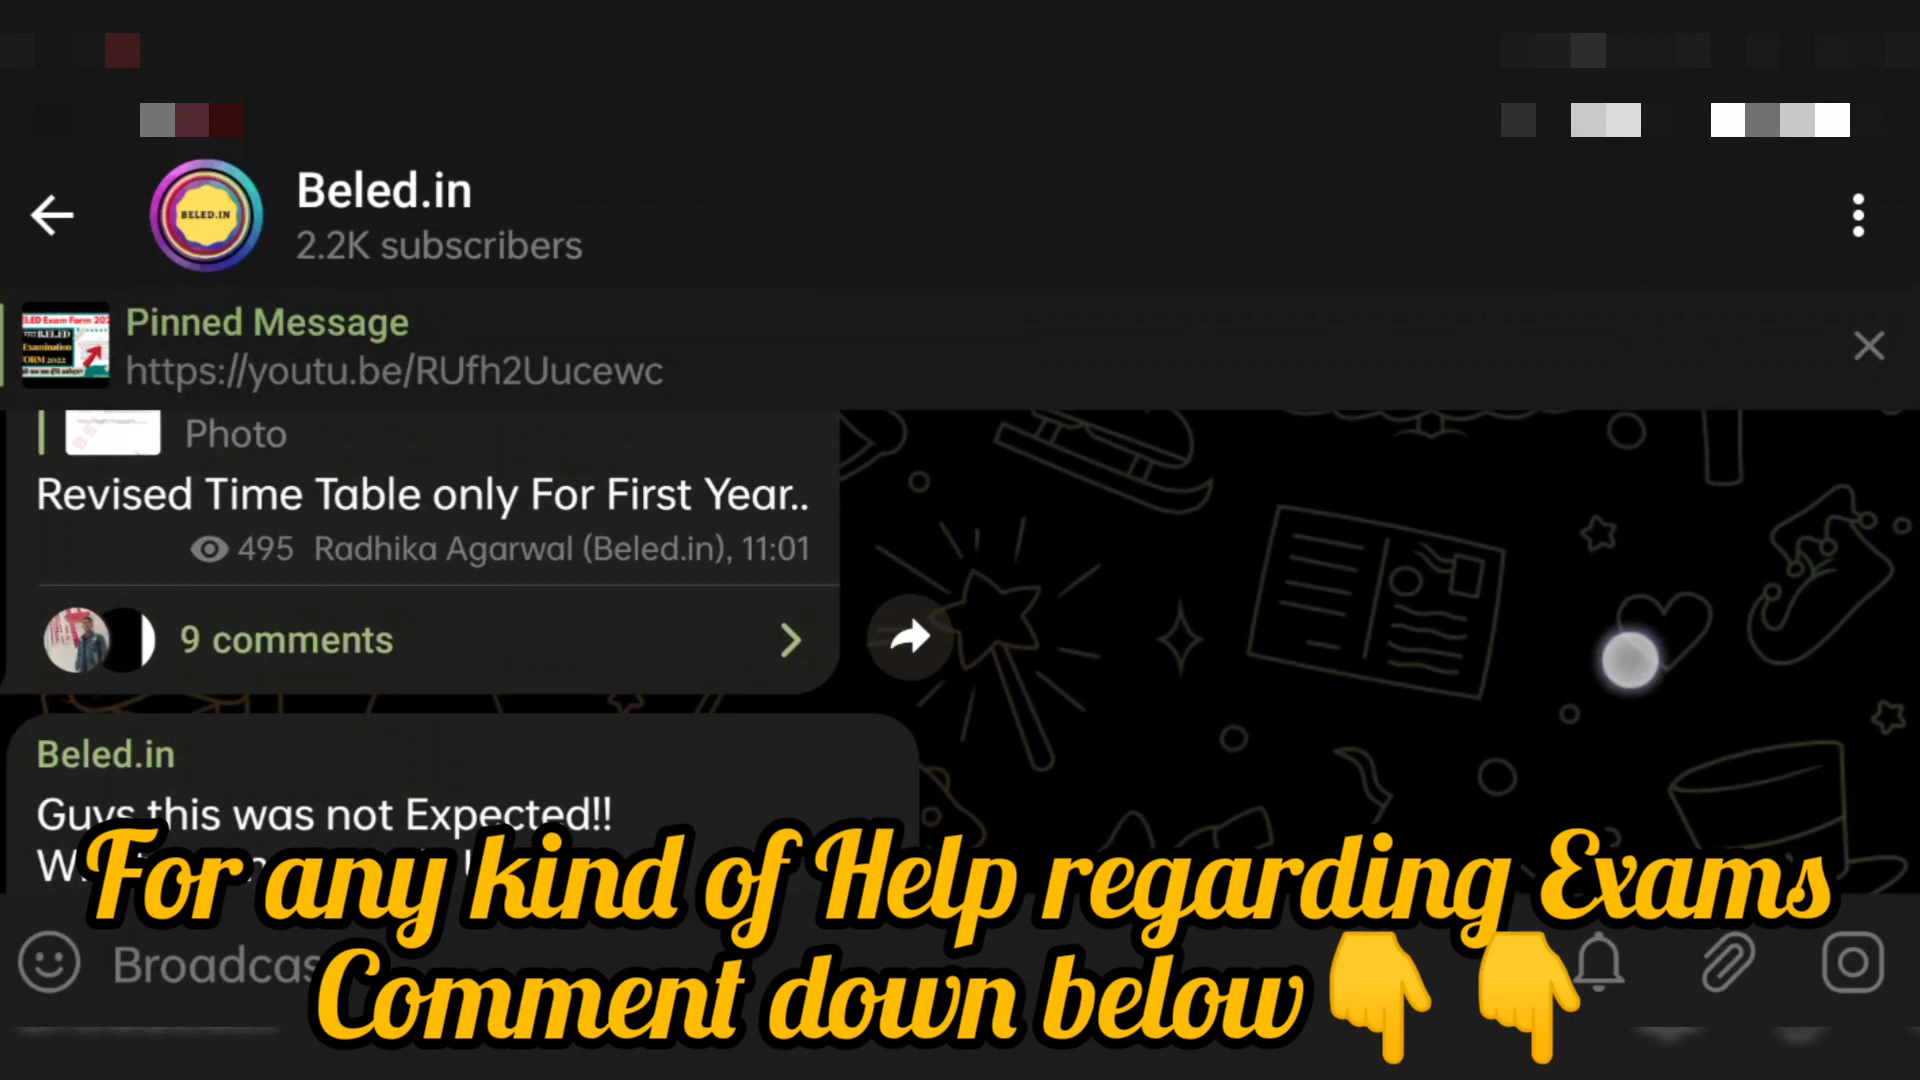 Beled.in
BELED.IN
2.2K subscribers
Pinned Message
https://youtu.be/RUfh2Uucewc
Photo
Revised Time Table only For First Year..
495 Radhika Agarwal (Beled.in), 11:01
9 comments
Beled.in
Guys this was not Expected!!
For any kind of Help regarding Exams
Comment down below👇👇